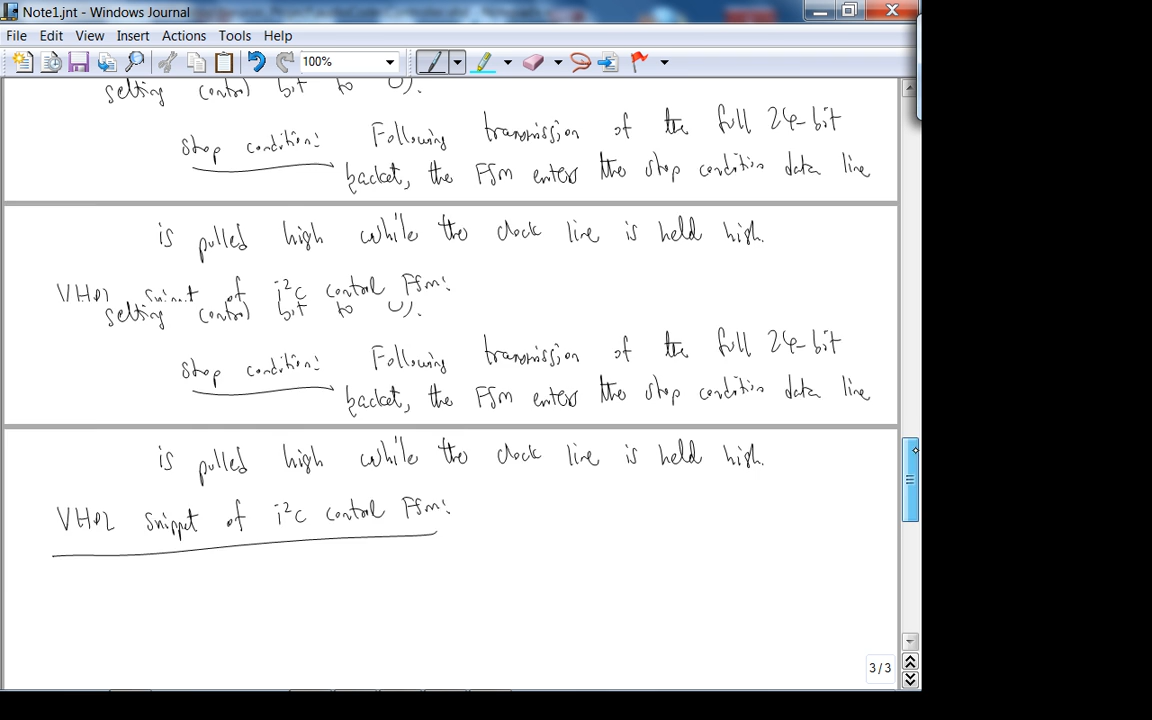 Note1.jnt - Windows Journal
File Edit View Insert Actions Tools Help
100%
setting control bit to 0).
Stop condition: Following transmission of the full 24-bit
packet, the FSM enters the stop condition data line
is pulled high while the clock line is held high.
VHDL snippet of i²c control FSM:
setting control bit to 0).
Stop condition: Following transmission of the full 24-bit
packet, the FSM enters the stop condition data line
is pulled high while the clock line is held high.
VHDL snippet of i²c control FSM:
3 / 3